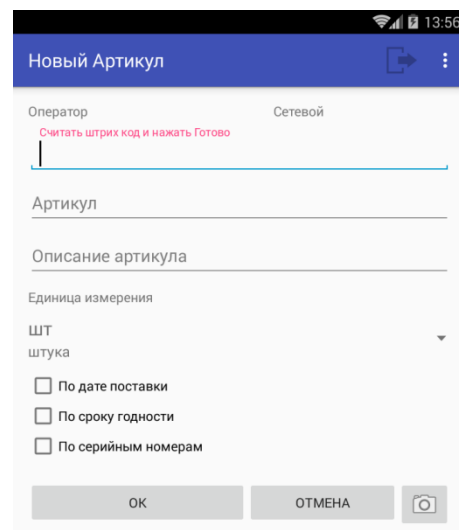 13:56
Новый Артикул
Оператор Сетевой
Считать штрих код и нажать Готово
Артикул
Описание артикула
Единица измерения
ШТ
штука
По дате поставки
По сроку годности
По серийным номерам
ОК ОТМЕНА